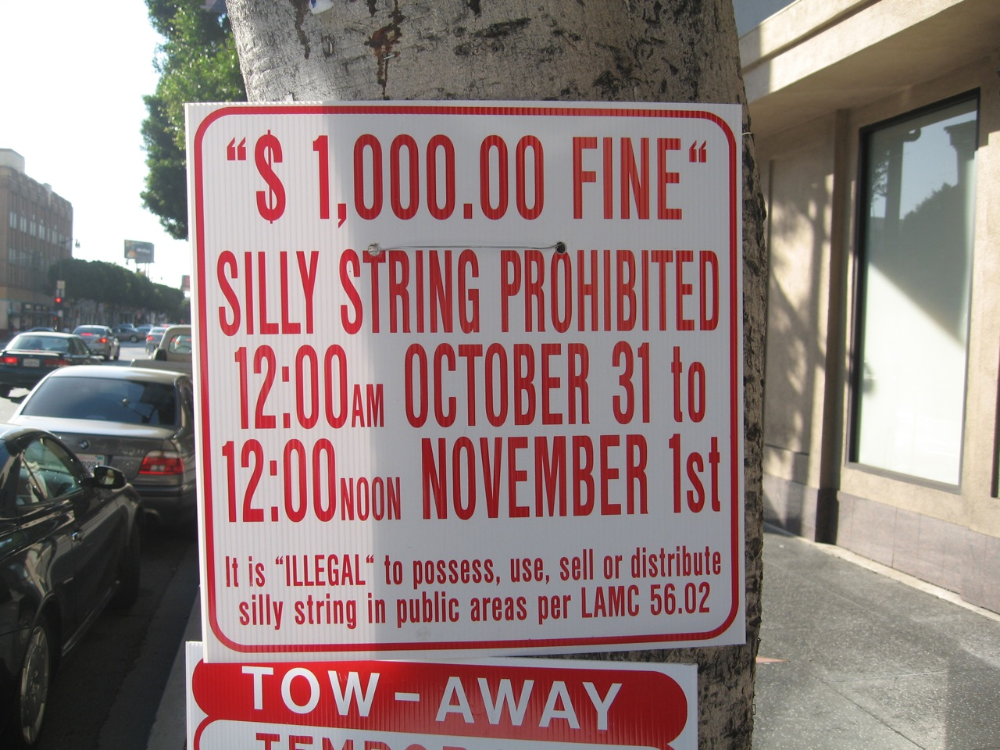 “$ 1,000.00 FINE“
SILLY STRING PROHIBITED
12:00AM OCTOBER 31 to
12:00NOON NOVEMBER 1st
It is “ILLEGAL“ to possess, use, sell or distribute
silly string in public areas per LAMC 56.02
TOW-AWAY